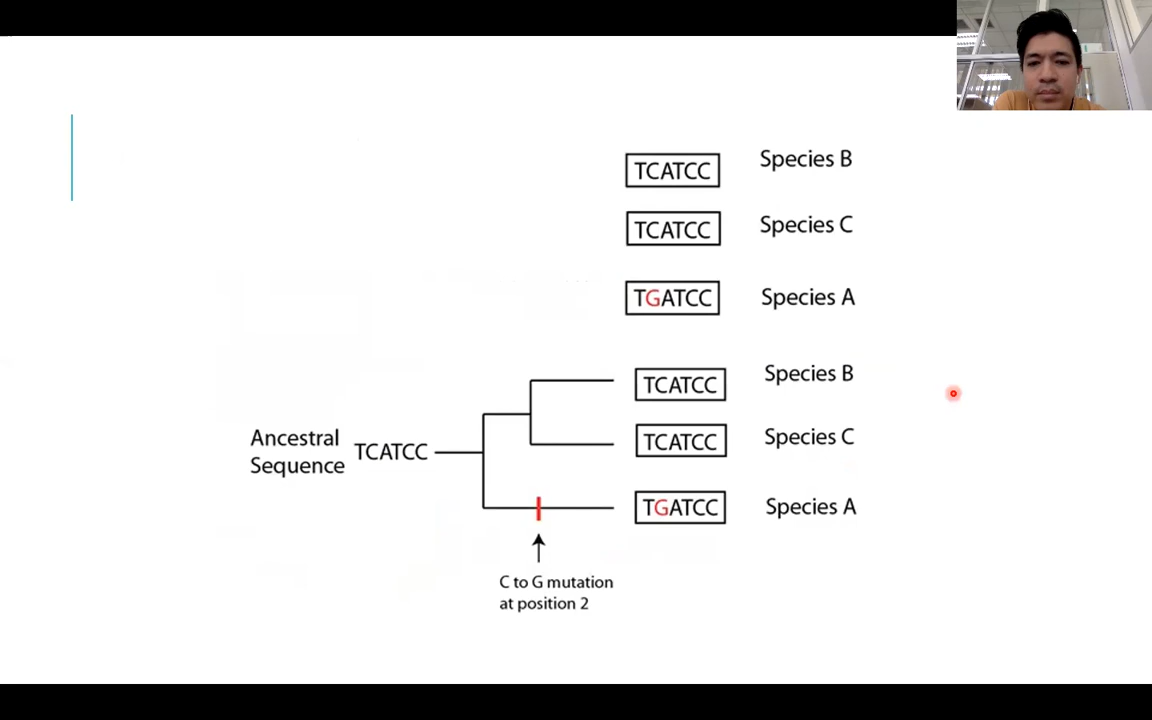 TCATCC Species B
TCATCC Species C
TGATCC Species A
TCATCC Species B
Ancestral
Sequence TCATCC
TCATCC Species C
TGATCC Species A
C to G mutation
at position 2